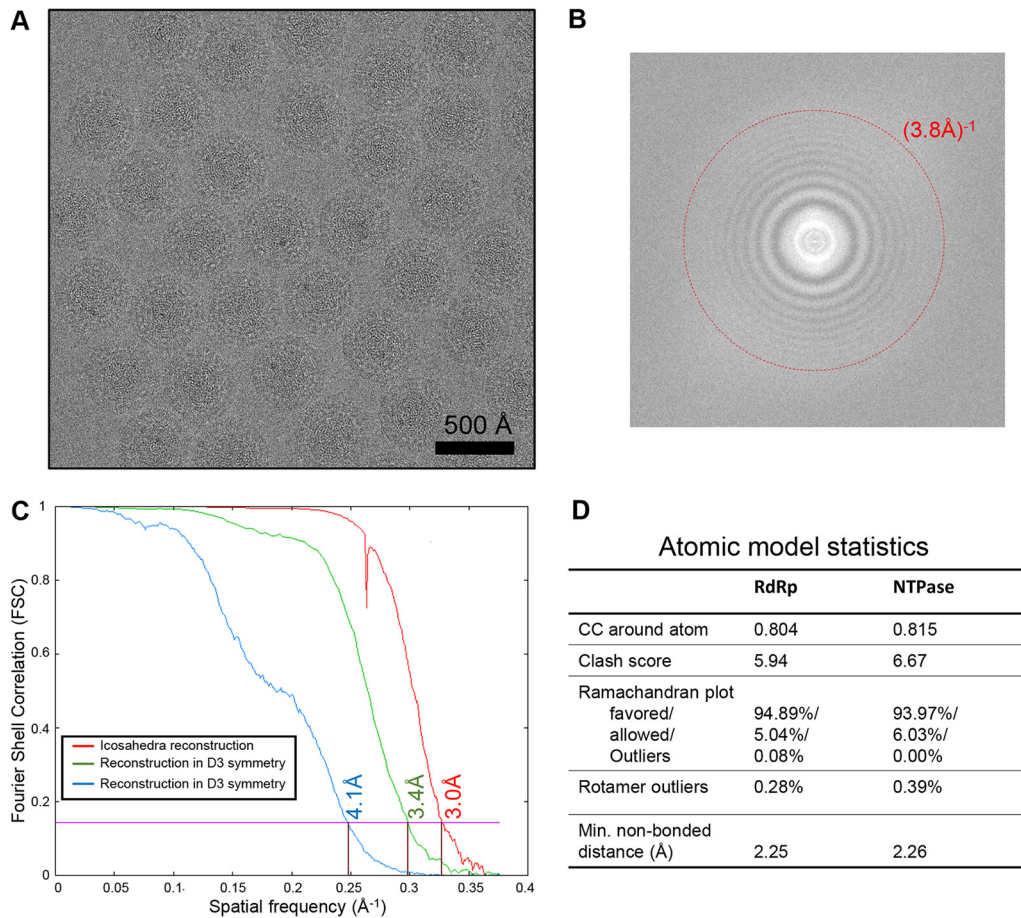 A
500 Å
B
(3.8Å)-1
C
Fourier Shell Correlation (FSC)
1
0.8
0.6
0.4
0.2
0
Icosahedra reconstruction
Reconstruction in D3 symmetry
Reconstruction in D3 symmetry
4.1Å
3.4Å
3.0Å
0 0.05 0.1 0.15 0.2 0.25 0.3 0.35 0.4
Spatial frequency (Å-1)
D
Atomic model statistics
RdRp NTPase
CC around atom 0.804 0.815
Clash score 5.94 6.67
Ramachandran plot
favored/ 94.89%/ 93.97%/
allowed/ 5.04%/ 6.03%/
Outliers 0.08% 0.00%
Rotamer outliers 0.28% 0.39%
Min. non-bonded
distance (Å) 2.25 2.26